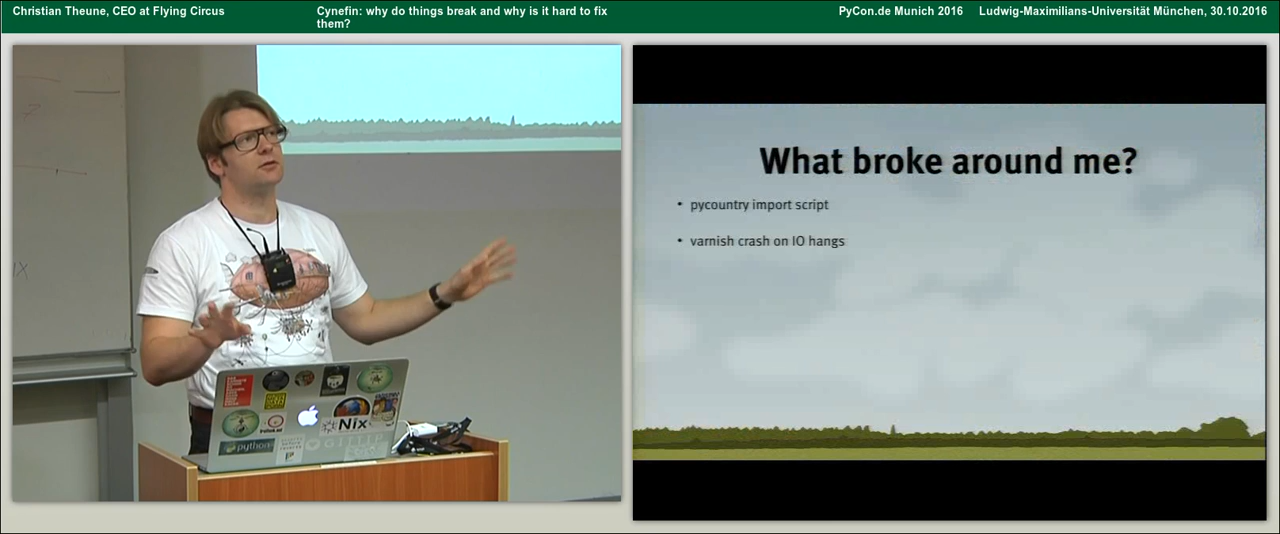 Christian Theune, CEO at Flying Circus
Cynefin: why do things break and why is it hard to fix
them?
PyCon.de Munich 2016
Ludwig-Maximilians-Universität München, 30.10.2016
What broke around me?
• pycountry import script
• varnish crash on IO hangs
Nix
python
GITTIP